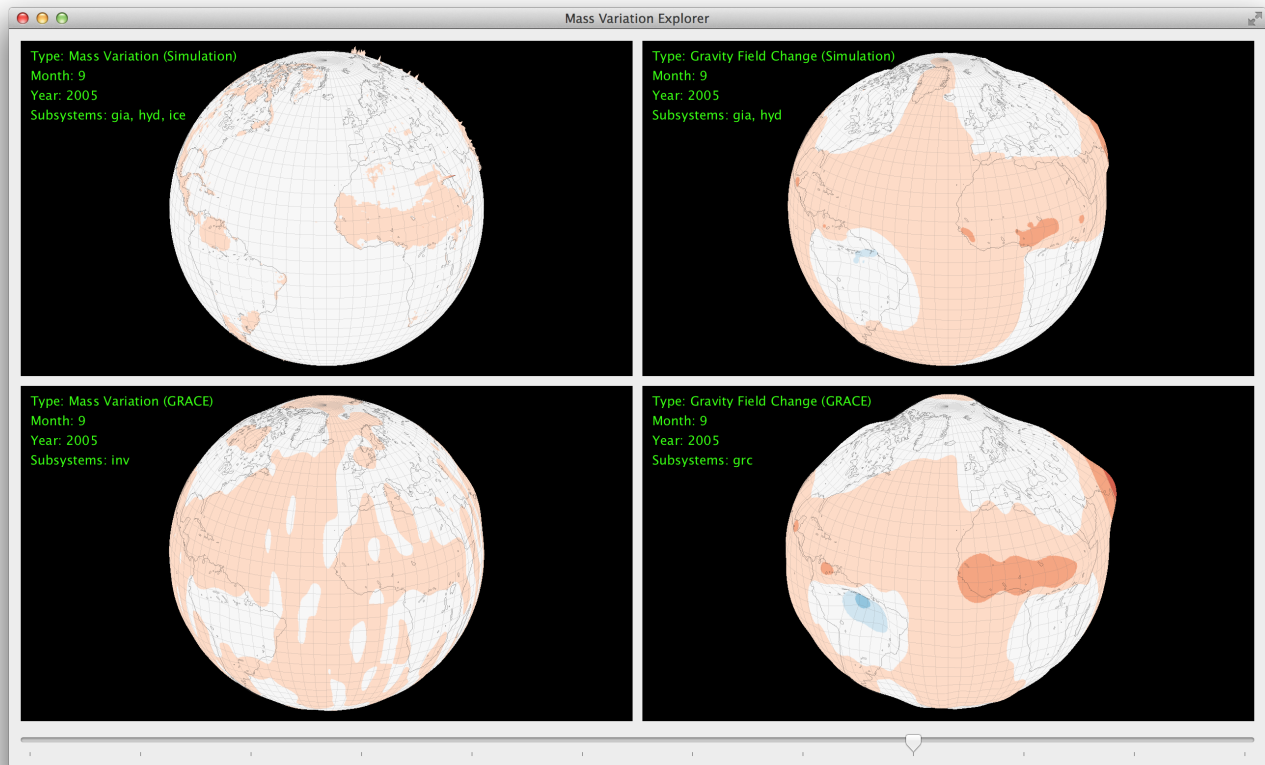 Mass Variation Explorer
Type: Mass Variation (Simulation)
Month: 9
Year: 2005
Subsystems: gia, hyd, ice
Type: Gravity Field Change (Simulation)
Month: 9
Year: 2005
Subsystems: gia, hyd
Type: Mass Variation (GRACE)
Month: 9
Year: 2005
Subsystems: inv
Type: Gravity Field Change (GRACE)
Month: 9
Year: 2005
Subsystems: grc